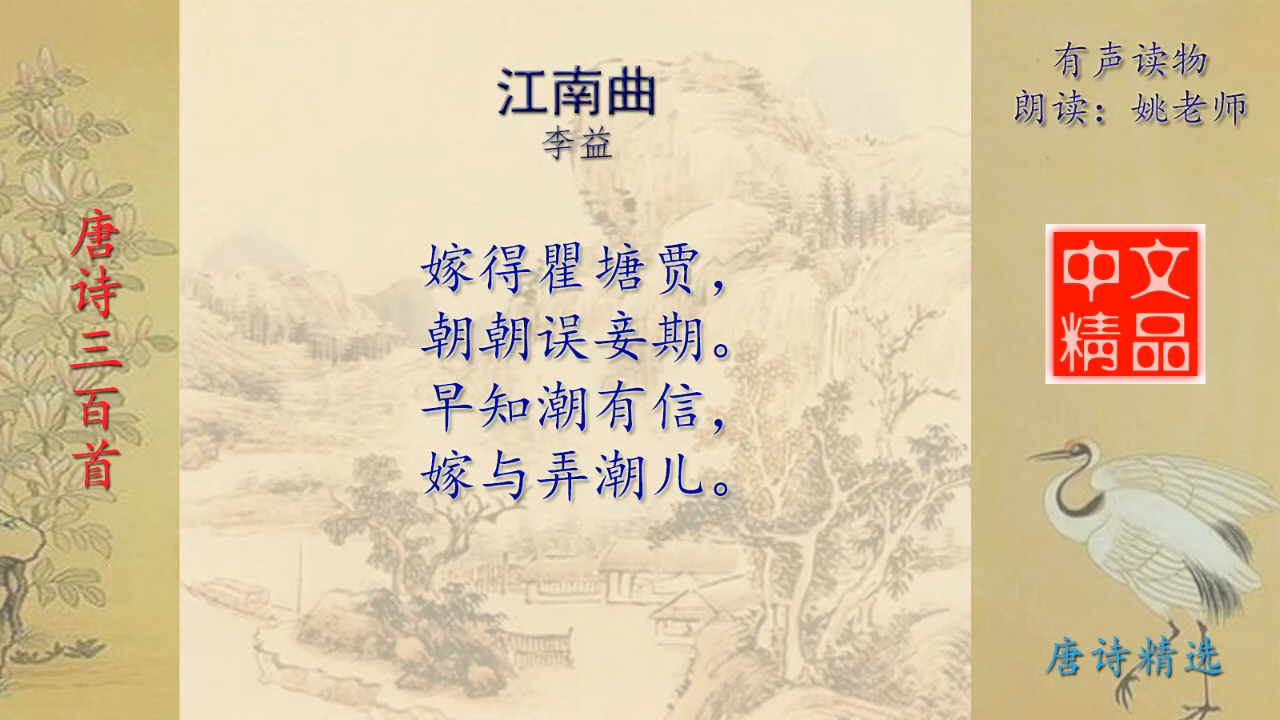 江南曲
李益
嫁得瞿塘贾，
朝朝误妾期。
早知潮有信，
嫁与弄潮儿。
唐诗三百首
有声读物
朗读：姚老师
中文
精品
唐诗精选